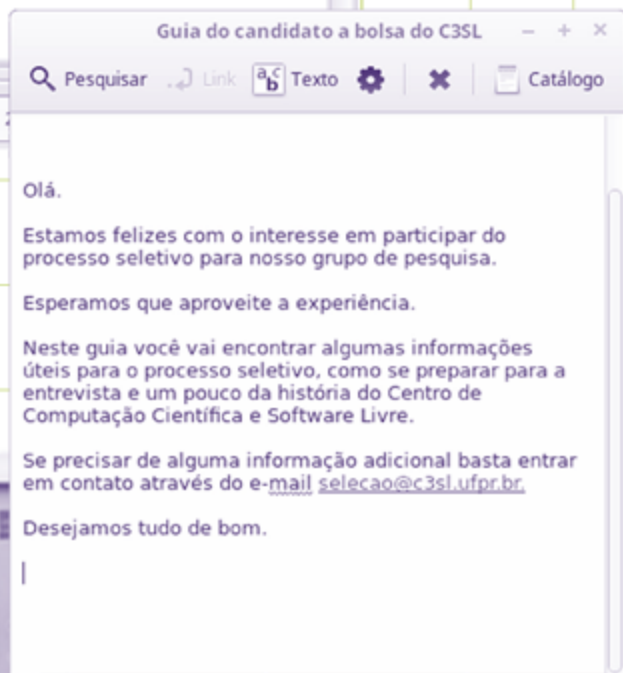 Guia do candidato a bolsa do C3SL
Pesquisar Link Texto Catálogo
Olá.
Estamos felizes com o interesse em participar do
processo seletivo para nosso grupo de pesquisa.
Esperamos que aproveite a experiência.
Neste guia você vai encontrar algumas informações
úteis para o processo seletivo, como se preparar para a
entrevista e um pouco da história do Centro de
Computação Científica e Software Livre.
Se precisar de alguma informação adicional basta entrar
em contato através do e-mail selecao@c3sl.ufpr.br.
Desejamos tudo de bom.